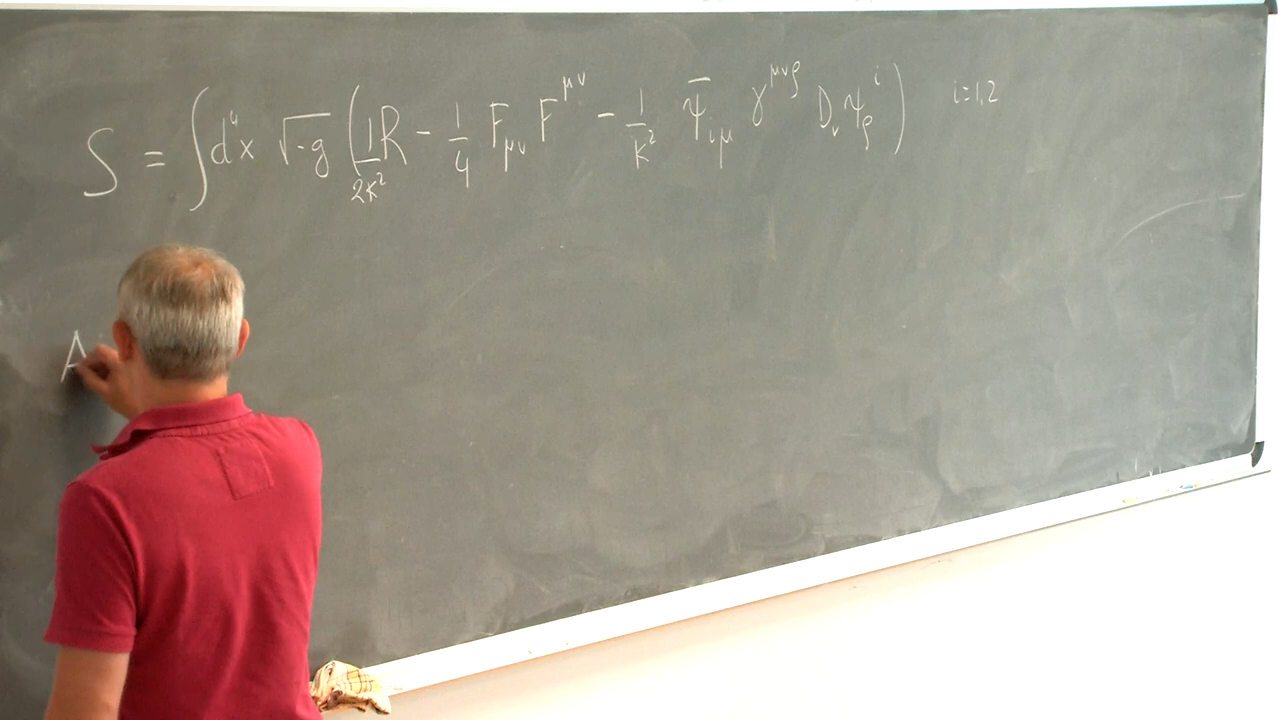 S = ∫ d⁴x √-g ( 1/2κ² R - 1/4 F_μν F^μν - 1/κ² ψ̄_iμ γ^μνρ D_ν ψ_ρ^i ) i=1,2
A